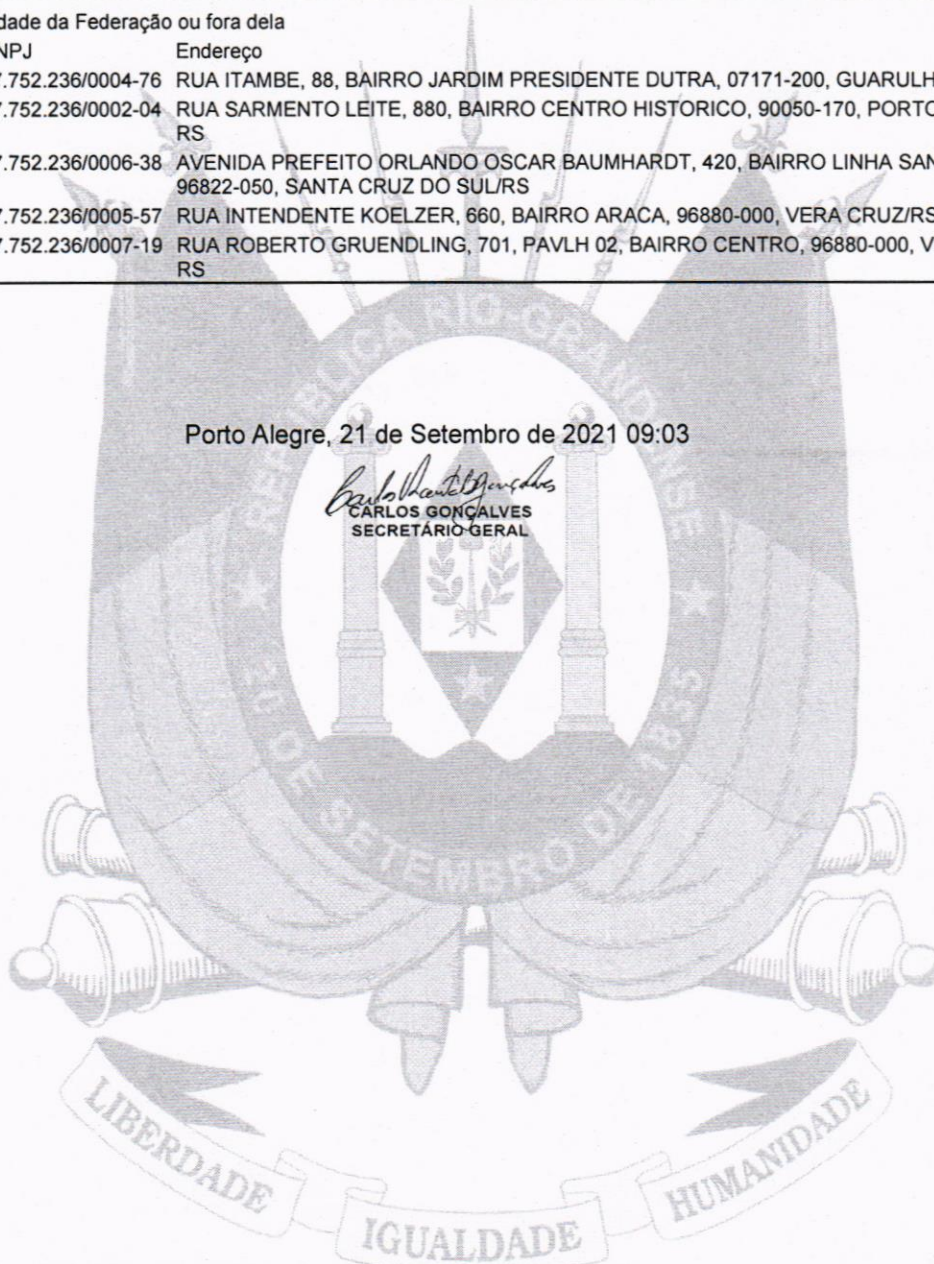 dade da Federação ou fora dela
NPJ Endereço
7.752.236/0004-76 RUA ITAMBE, 88, BAIRRO JARDIM PRESIDENTE DUTRA, 07171-200, GUARULH
7.752.236/0002-04 RUA SARMENTO LEITE, 880, BAIRRO CENTRO HISTORICO, 90050-170, PORTO
RS
7.752.236/0006-38 AVENIDA PREFEITO ORLANDO OSCAR BAUMHARDT, 420, BAIRRO LINHA SAN
96822-050, SANTA CRUZ DO SUL/RS
7.752.236/0005-57 RUA INTENDENTE KOELZER, 660, BAIRRO ARACA, 96880-000, VERA CRUZ/RS
7.752.236/0007-19 RUA ROBERTO GRUENDLING, 701, PAVLH 02, BAIRRO CENTRO, 96880-000, V
RS
REPÚBLICA RIO-GRANDENSE
Porto Alegre, 21 de Setembro de 2021 09:03
CARLOS GONÇALVES
SECRETÁRIO GERAL
20 DE SETEMBRO DE 1835
LIBERDADE
IGUALDADE
HUMANIDADE